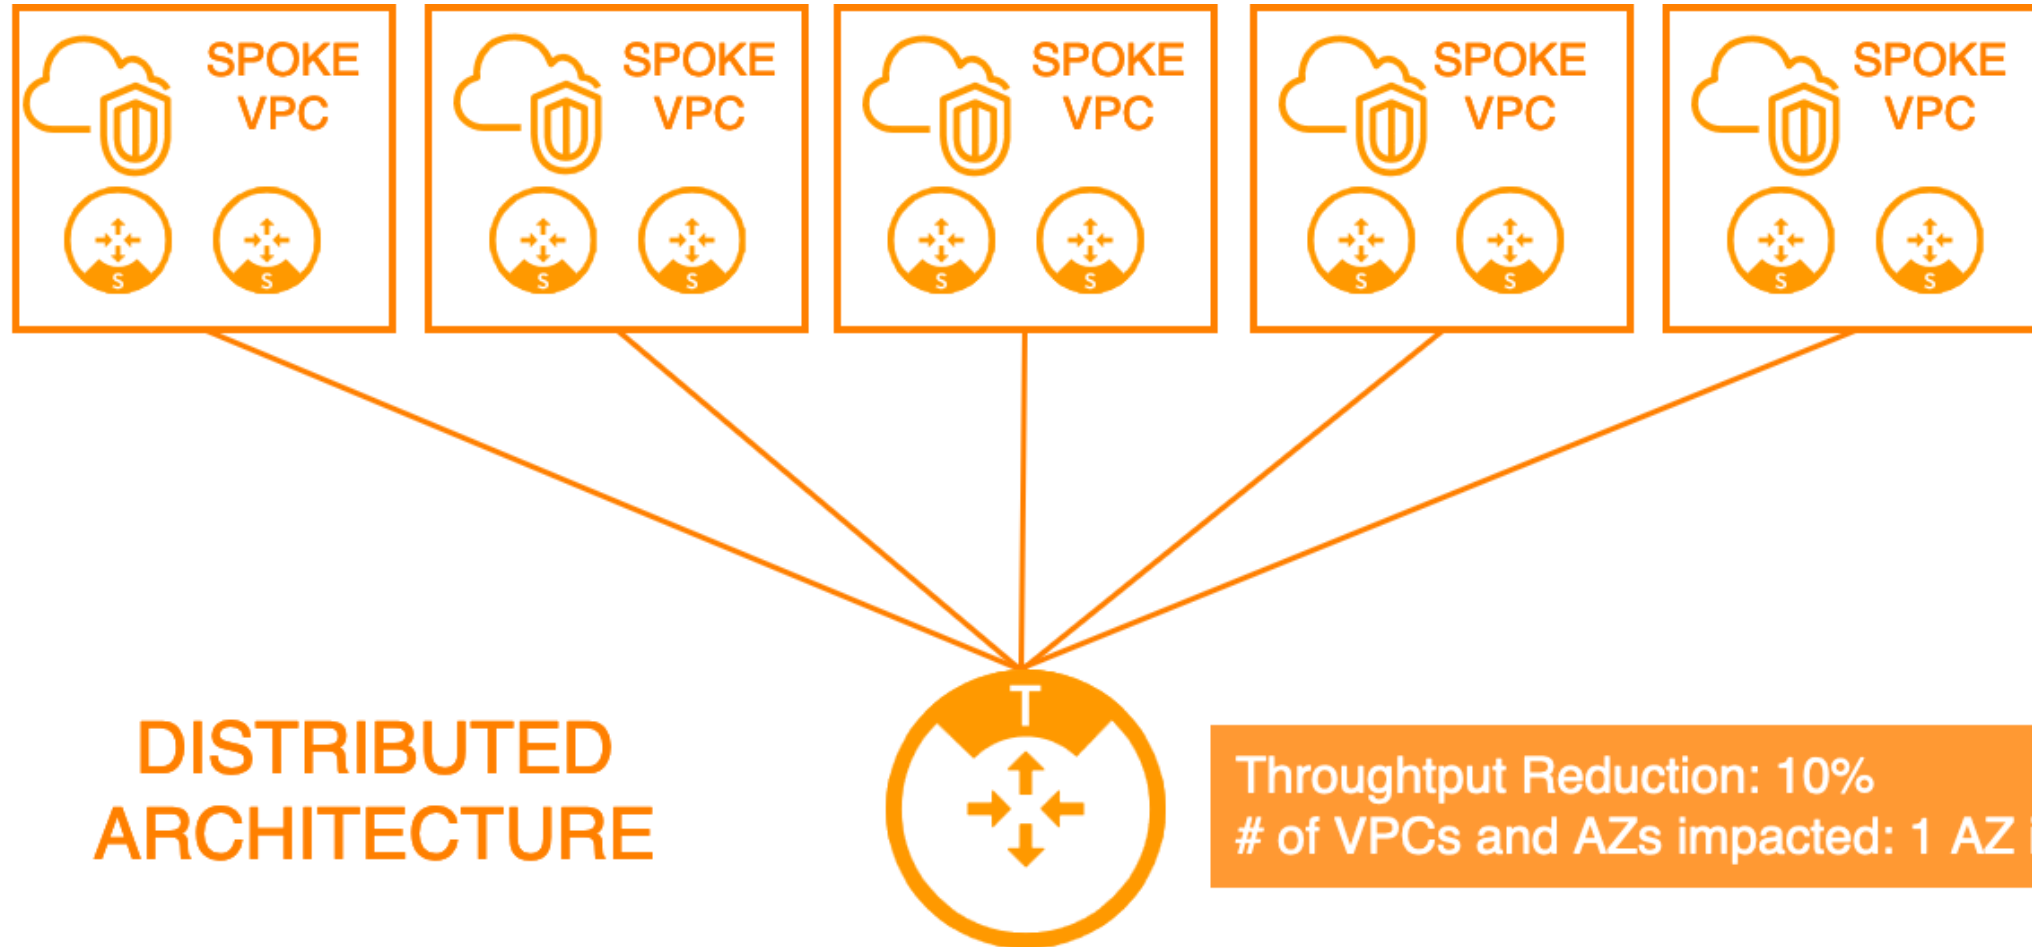 SPOKE
VPC
SPOKE
VPC
SPOKE
VPC
SPOKE
VPC
SPOKE
VPC
S
S
S
S
S
S
S
S
S
S
T
DISTRIBUTED
ARCHITECTURE
Throughtput Reduction: 10%
# of VPCs and AZs impacted: 1 AZ